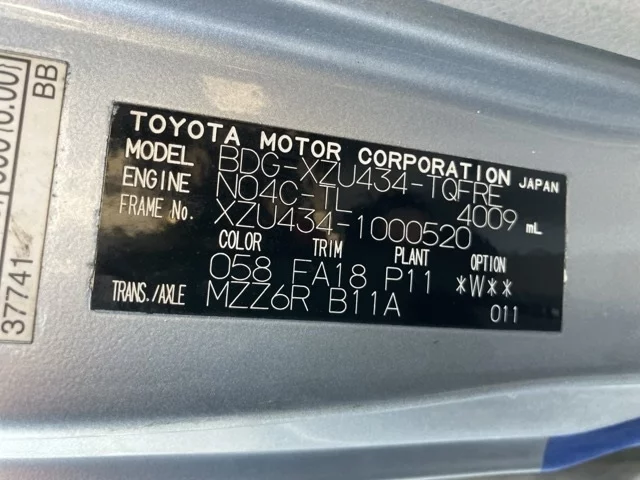 TOYOTA MOTOR CORPORATION JAPAN
MODEL BDG-XZU434-TQFRE
ENGINE N04C-TL 4009 mL
FRAME No. XZU434-1000520
COLOR TRIM PLANT OPTION
058 FA18 P11 *W**
TRANS./AXLE MZZ6R B11A 011
37741
BB